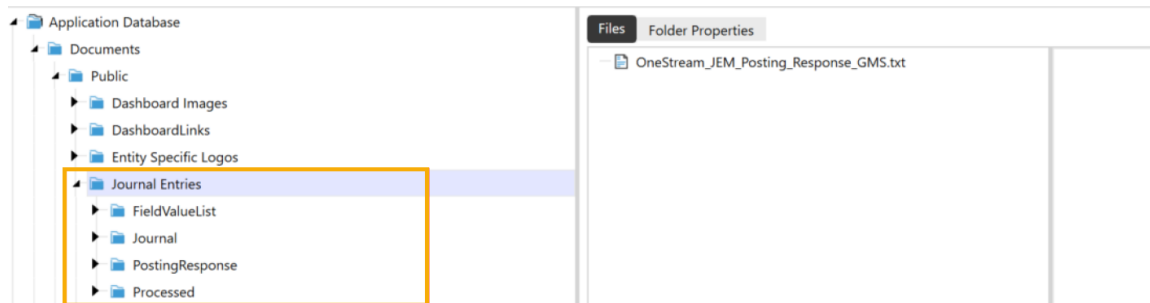 Application Database
Documents
Public
Dashboard Images
DashboardLinks
Entity Specific Logos
Journal Entries
FieldValueList
Journal
PostingResponse
Processed
Files Folder Properties
OneStream_JEM_Posting_Response_GMS.txt